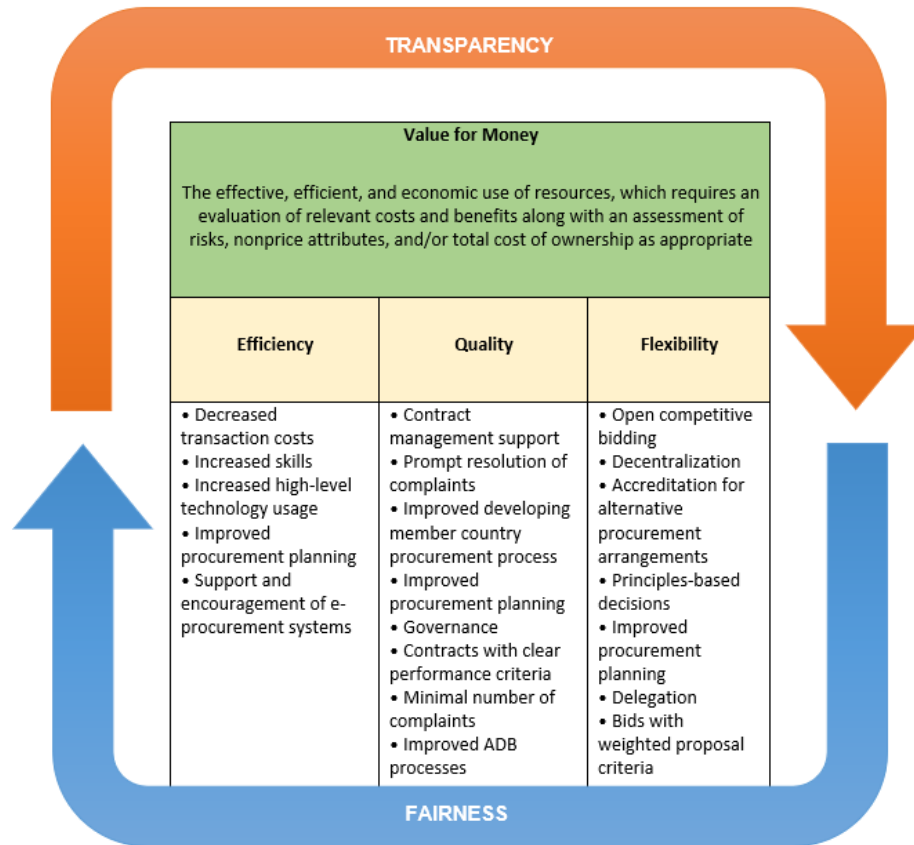 TRANSPARENCY
Value for Money
The effective, efficient, and economic use of resources, which requires an
evaluation of relevant costs and benefits along with an assessment of
risks, nonprice attributes, and/or total cost of ownership as appropriate
Efficiency
Quality
Flexibility
• Decreased
transaction costs
• Increased skills
• Increased high-level
technology usage
• Improved
procurement planning
• Support and
encouragement of e-
procurement systems
• Contract
management support
• Prompt resolution of
complaints
• Improved developing
member country
procurement process
• Improved
procurement planning
• Governance
• Contracts with clear
performance criteria
• Minimal number of
complaints
• Improved ADB
processes
• Open competitive
bidding
• Decentralization
• Accreditation for
alternative
procurement
arrangements
• Principles-based
decisions
• Improved
procurement
planning
• Delegation
• Bids with
weighted proposal
criteria
FAIRNESS